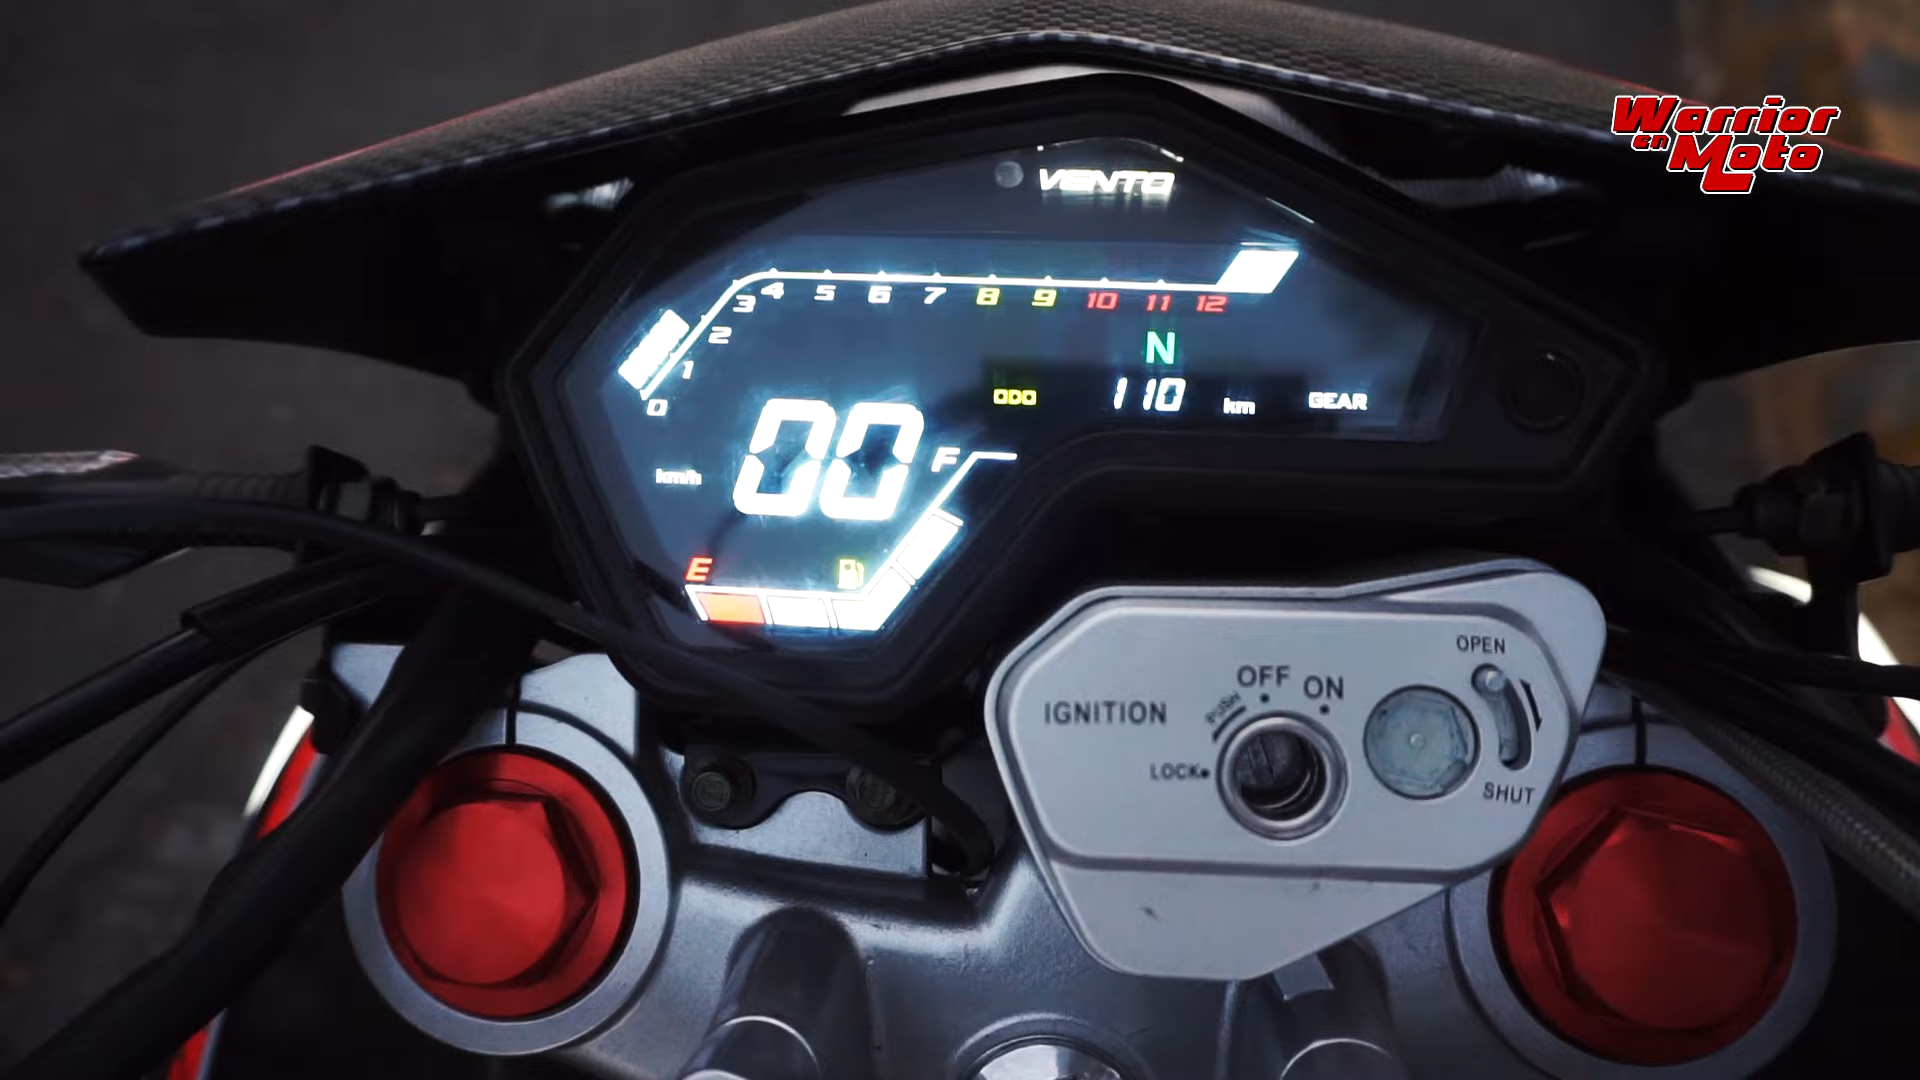 Warrior
en
Moto
VENTO
0 1 2 3 4 5 6 7 8 9 10 11 12
N
ODO 110 km GEAR
00
km/h
F
E
OPEN
OFF ON
PUSH
IGNITION
LOCK
SHUT